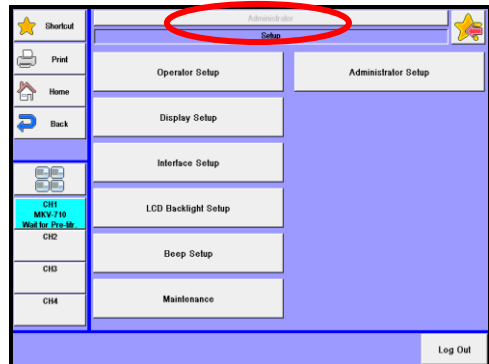 Shortcut
Print
Home
Back
CH1
MKV-710
Wait for Pre-titr.
CH2
CH3
CH4
Administrator
Setup
Operator Setup
Administrator Setup
Display Setup
Interface Setup
LCD Backlight Setup
Beep Setup
Maintenance
Log Out